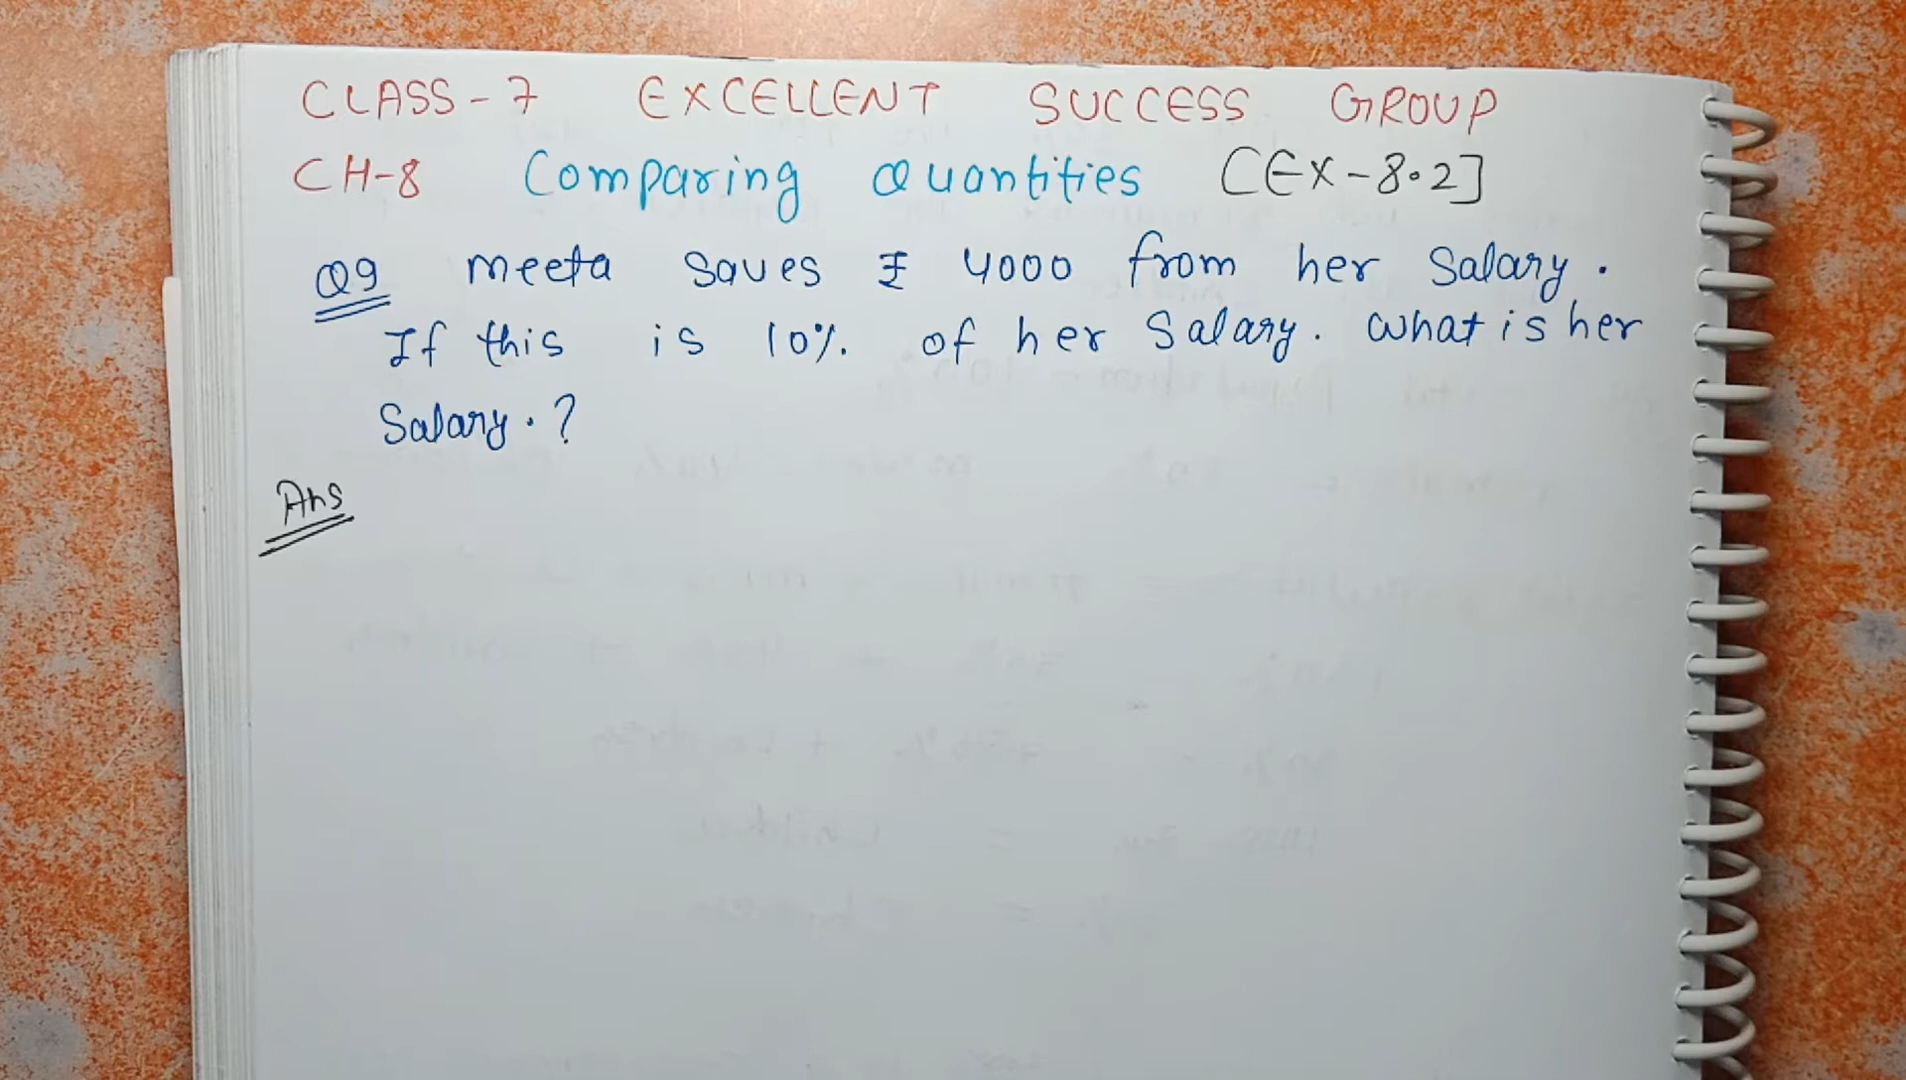 CLASS-7 EXCELLENT SUCCESS GROUP
CH-8 Comparing Quantities [EX-8.2]
Q9 meeta saves ₹ 4000 from her Salary.
If this is 10% of her Salary. What is her
Salary.?
Ans